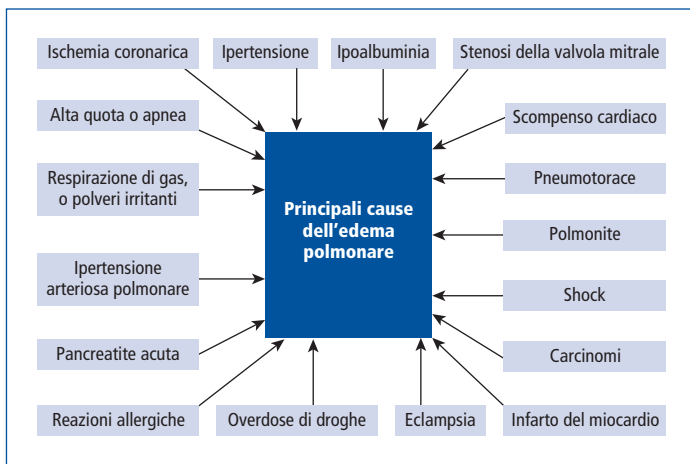 Ischemia coronarica
Ipertensione
Ipoalbuminia
Stenosi della valvola mitrale
Alta quota o apnea
Scompenso cardiaco
Respirazione di gas,
o polveri irritanti
Pneumotorace
Principali cause
dell'edema
polmonare
Polmonite
Ipertensione
arteriosa polmonare
Shock
Pancreatite acuta
Carcinomi
Reazioni allergiche
Overdose di droghe
Eclampsia
Infarto del miocardio